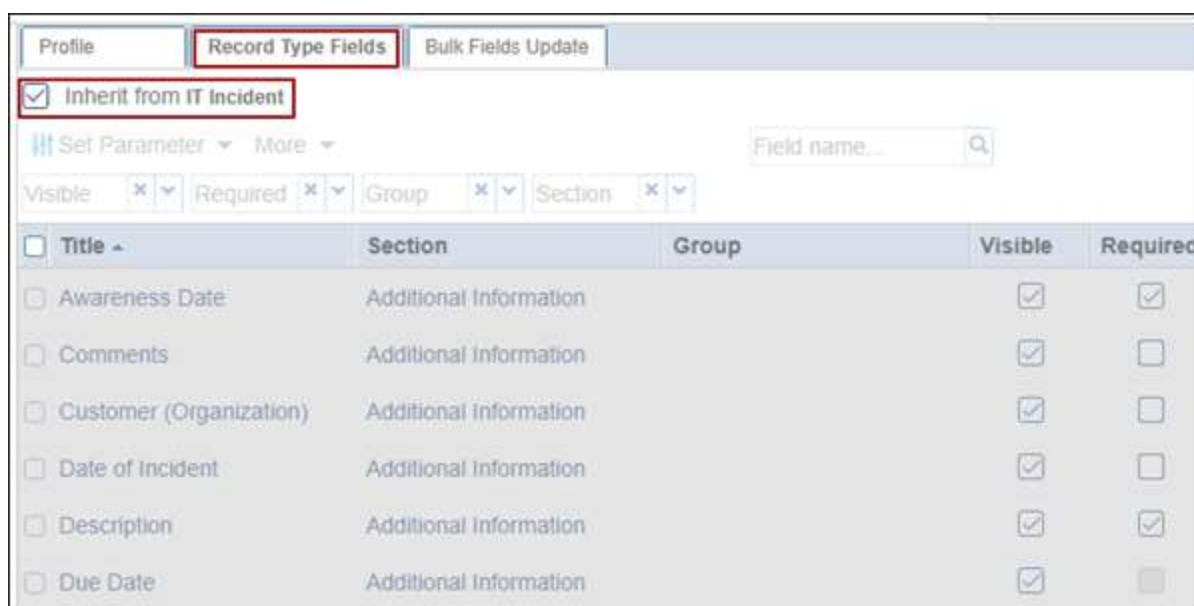 Profile Record Type Fields Bulk Fields Update
Inherit from IT Incident
Set Parameter More Field name...
Visible Required Group Section
Title Section Group Visible Required
Awareness Date Additional Information
Comments Additional Information
Customer (Organization) Additional Information
Date of Incident Additional Information
Description Additional Information
Due Date Additional Information